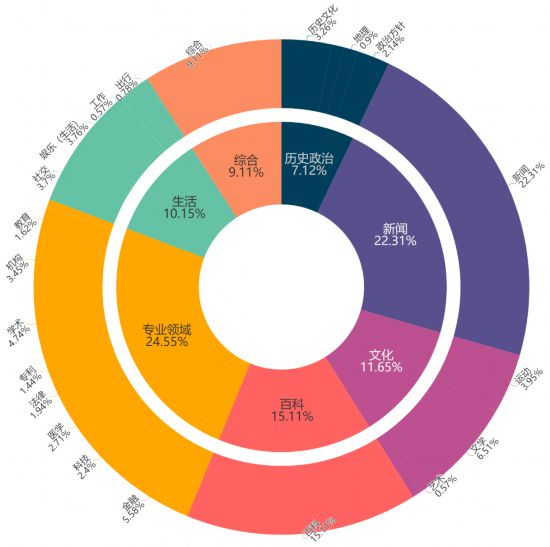 历史政治
7.12%
新闻
22.31%
文化
11.65%
百科
15.11%
专业领域
24.55%
生活
10.15%
综合
9.11%
历史文化
3.26%
地理
0.9%
政治方针
2.14%
新闻
22.31%
运动
3.95%
文学
6.51%
艺术
0.57%
百科
15.11%
金融
5.58%
科技
2.4%
医学
2.71%
法律
1.94%
专利
1.44%
学术
4.74%
机构
3.45%
教育
1.62%
社交
3.7%
娱乐（生活）
3.76%
工作
0.57%
出行
0.78%
综合
9.11%